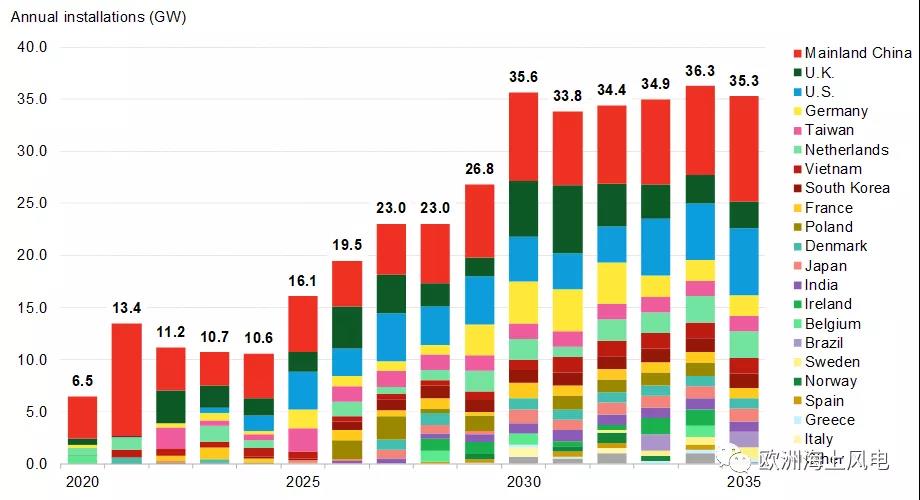 Annual installations (GW)
40.0
35.0
30.0
25.0
20.0
15.0
10.0
5.0
0.0
6.5
13.4
11.2
10.7
10.6
16.1
19.5
23.0
23.0
26.8
35.6
33.8
34.4
34.9
36.3
35.3
2020
2025
2030
2035
Mainland China
U.K.
U.S.
Germany
Taiwan
Netherlands
Vietnam
South Korea
France
Poland
Denmark
Japan
India
Ireland
Belgium
Brazil
Sweden
Norway
Spain
Greece
Italy
欧洲海上风电